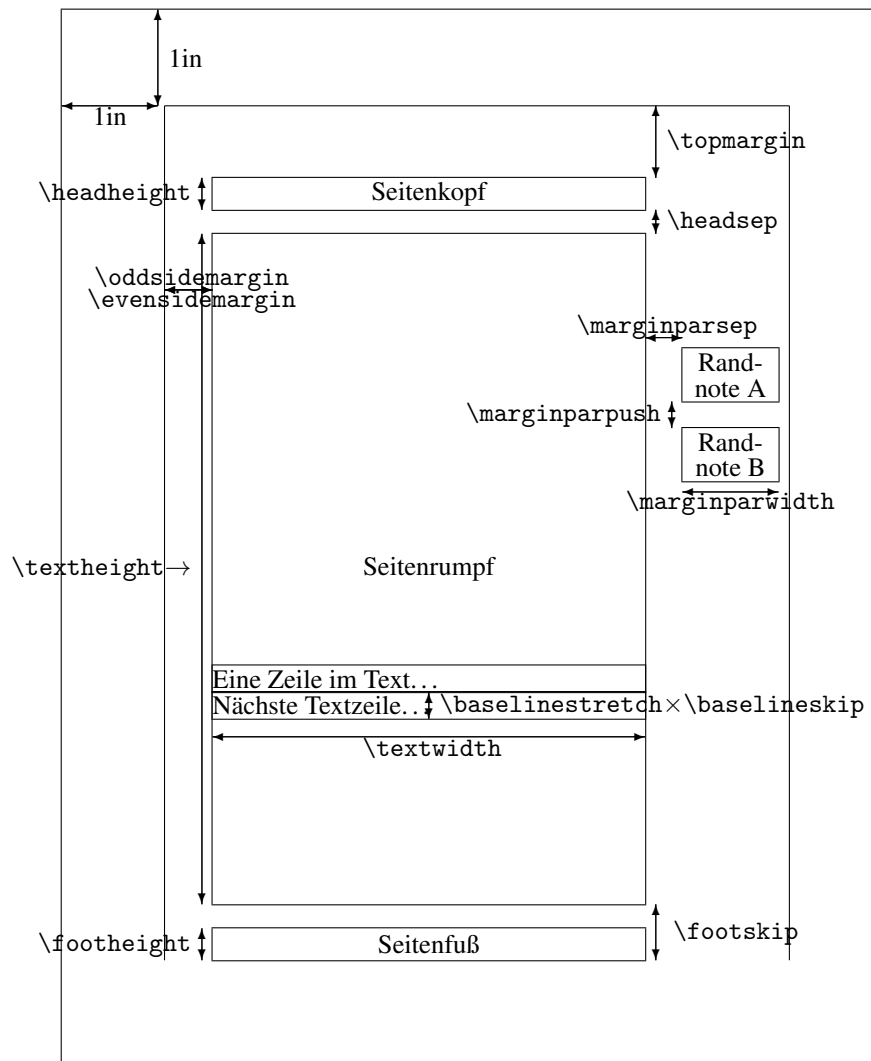 1in
1in
\topmargin
\headheight
Seitenkopf
\headsep
\oddsidemargin
\evensidemargin
\marginparsep
Rand-
note A
\marginparpush
Rand-
note B
\marginparwidth
\textheight→
Seitenrumpf
Eine Zeile im Text...
Nächste Textzeile... \baselinestretch×\baselineskip
\textwidth
\footheight
Seitenfuß
\footskip